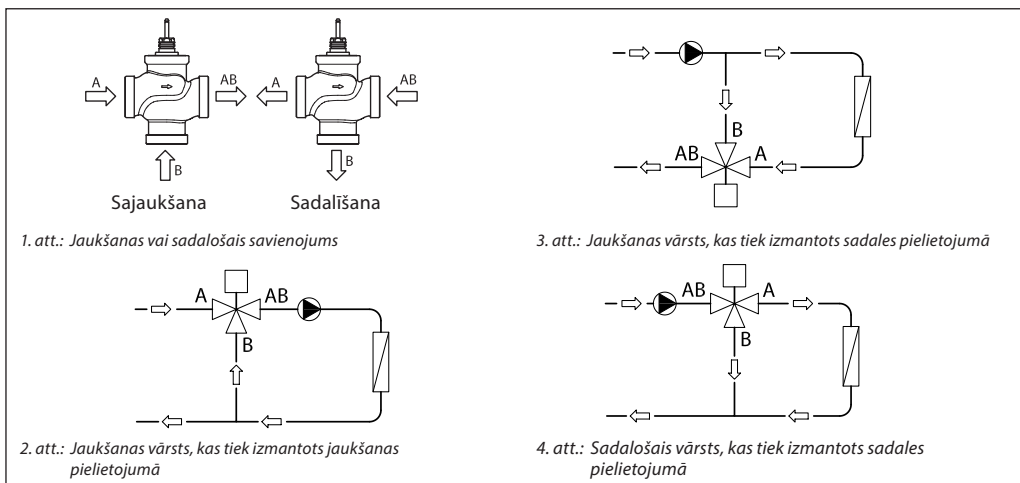 A
AB
A
AB
B
B
Sajaukšana
Sadalīšana
1. att.: Jaukšanas vai sadalošais savienojums
B
AB
A
3. att.: Jaukšanas vārsts, kas tiek izmantots sadales pielietojumā
A
AB
B
2. att.: Jaukšanas vārsts, kas tiek izmantots jaukšanas
pielietojumā
AB
A
B
4. att.: Sadalošais vārsts, kas tiek izmantots sadales
pielietojumā